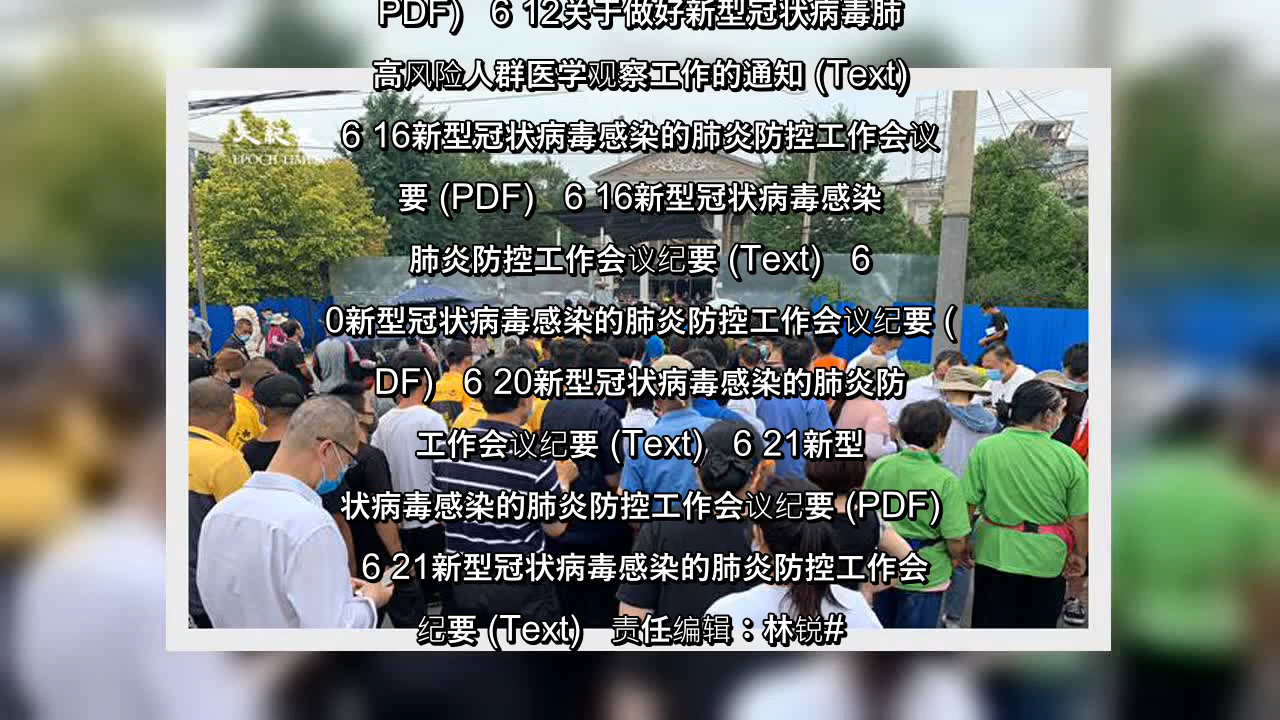 PDF) 6 12关于做好新型冠状病毒肺
高风险人群医学观察工作的通知 (Text)
大紀元
EPOCH TIMES
6 16新型冠状病毒感染的肺炎防控工作会议
要 (PDF) 6 16新型冠状病毒感染
肺炎防控工作会议纪要 (Text) 6
0新型冠状病毒感染的肺炎防控工作会议纪要 (
DF) 6 20新型冠状病毒感染的肺炎防
工作会议纪要 (Text) 6 21新型
状病毒感染的肺炎防控工作会议纪要 (PDF)
6 21新型冠状病毒感染的肺炎防控工作会
纪要 (Text) 责任编辑：林锐#